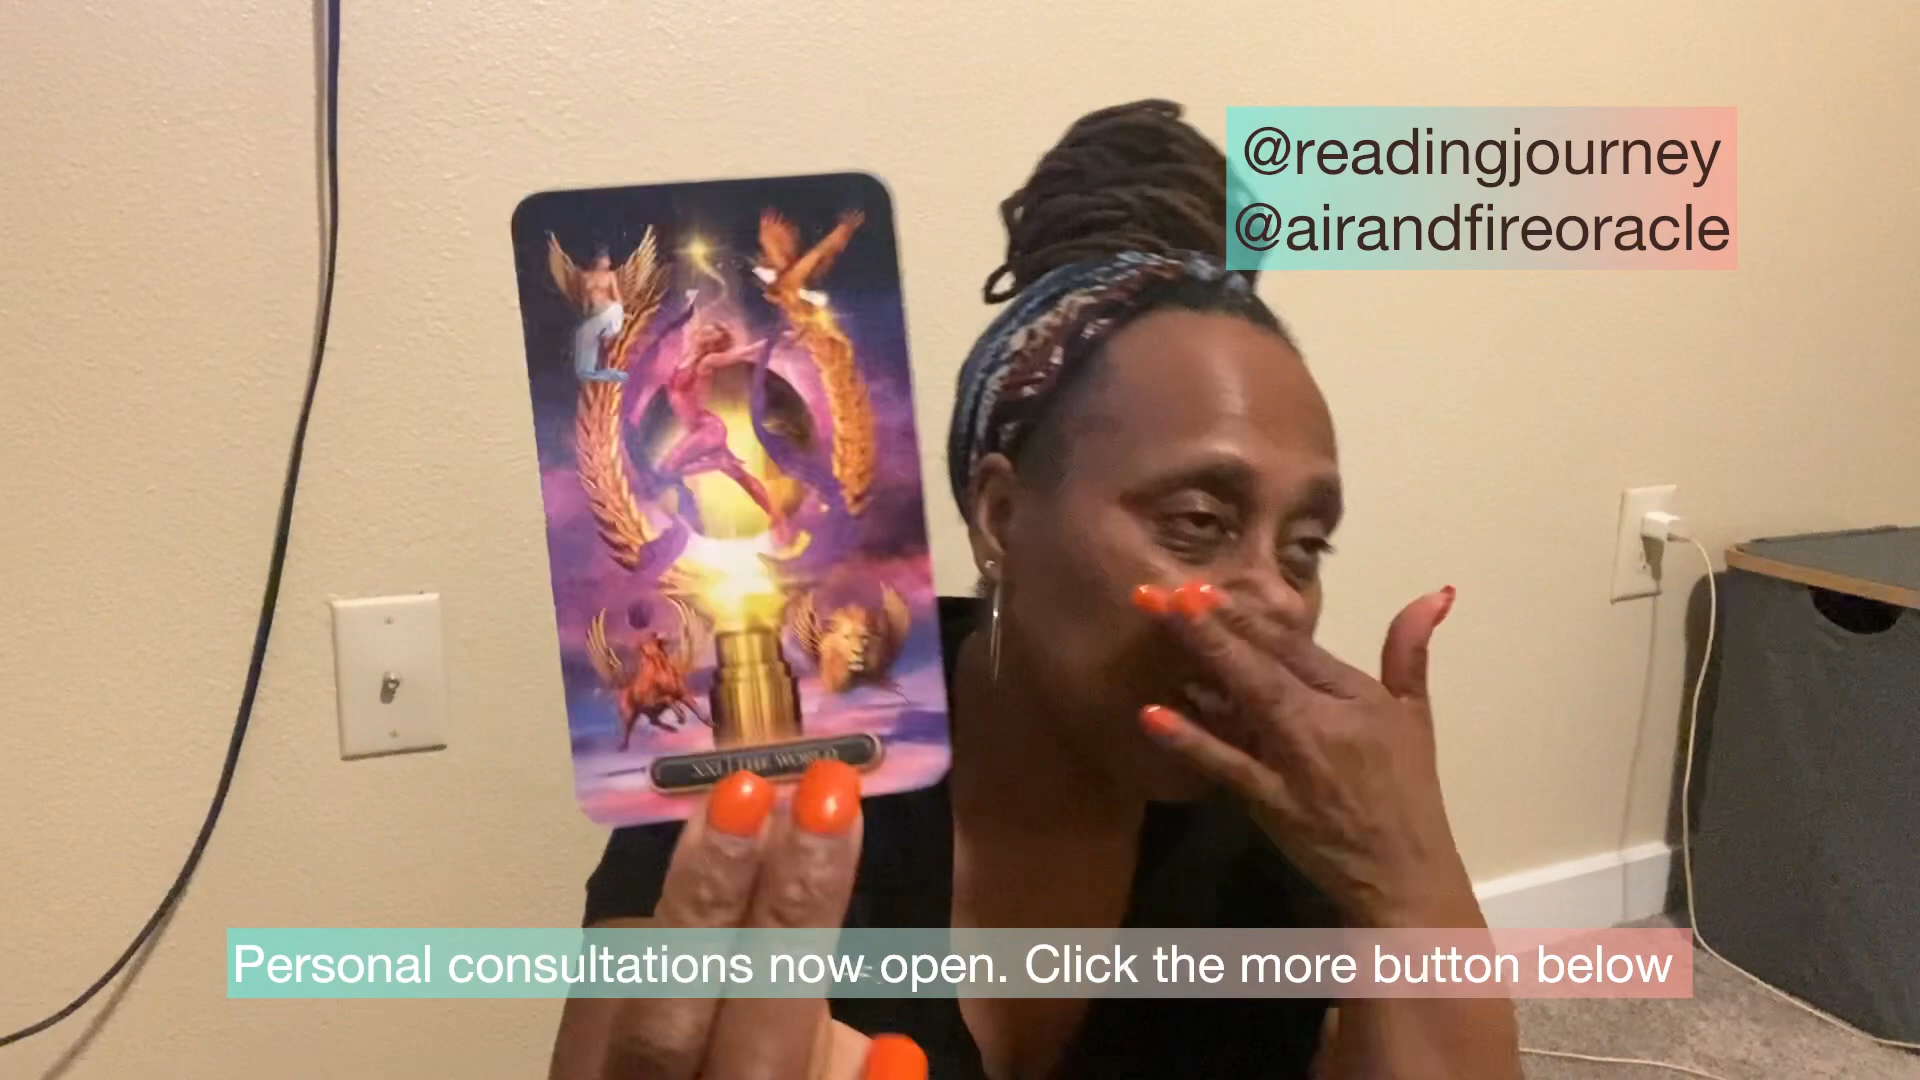 @readingjourney
@airandfireoracle
XXI | THE WORLD
Personal consultations now open. Click the more button below